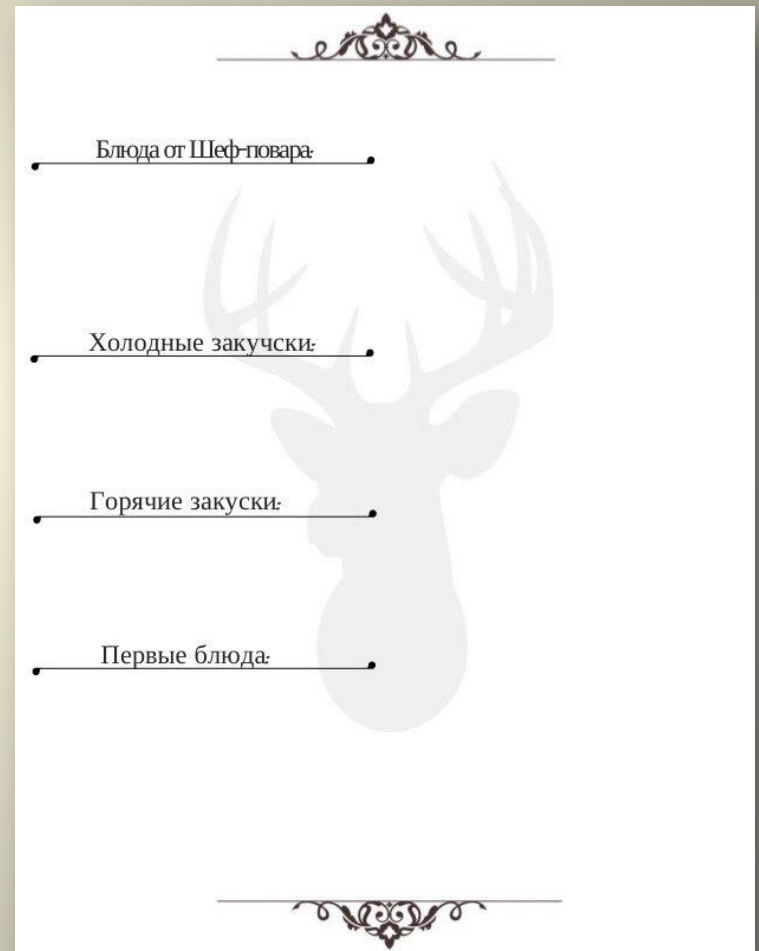 Блюда от Шеф-повара:
Холодные закучски:
Горячие закуски:
Первые блюда: